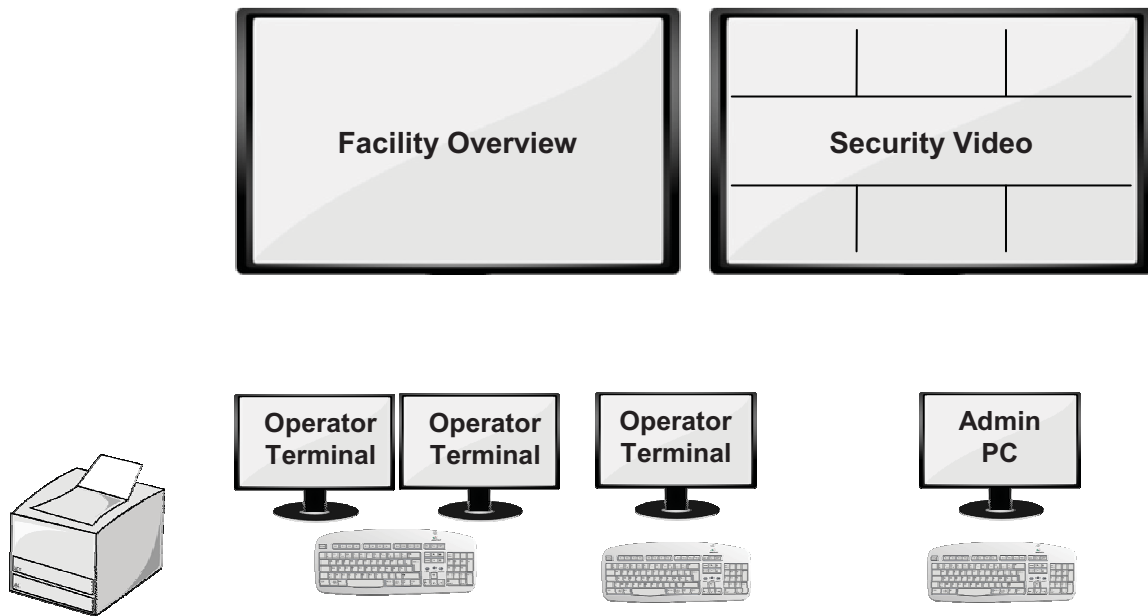 Facility Overview
Security Video
Operator
Terminal
Operator
Terminal
Operator
Terminal
Admin
PC